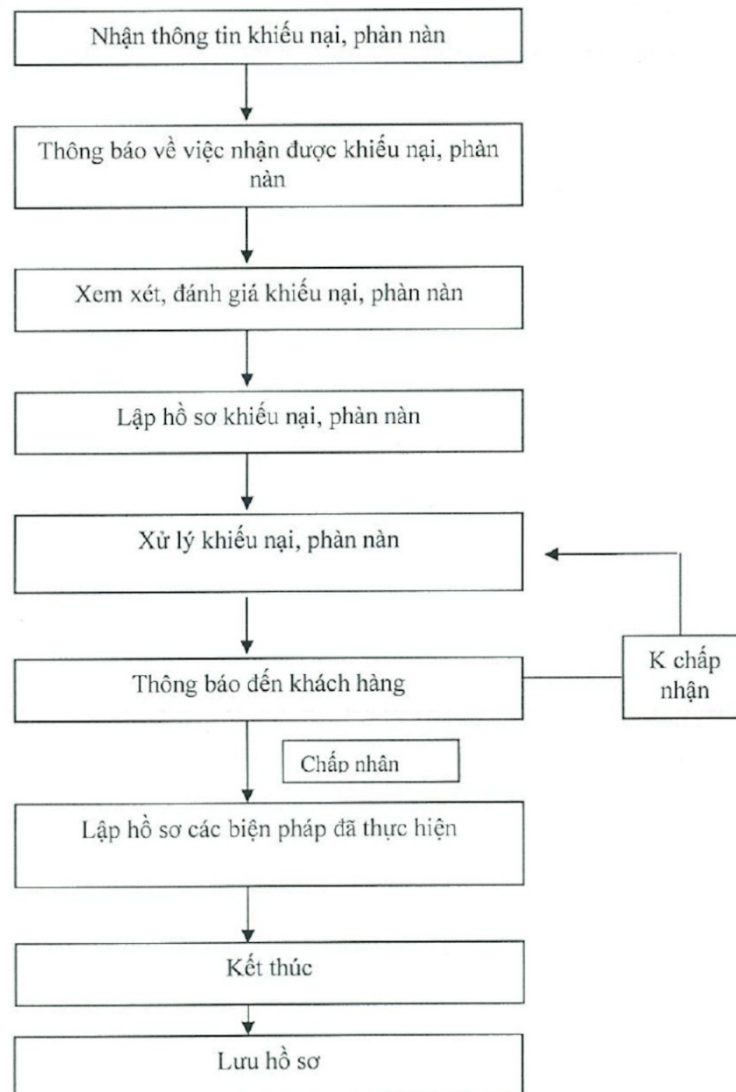 Nhận thông tin khiếu nại, phàn nàn
Thông báo về việc nhận được khiếu nại, phàn
nàn
Xem xét, đánh giá khiếu nại, phàn nàn
Lập hồ sơ khiếu nại, phàn nàn
Xử lý khiếu nại, phàn nàn
Thông báo đến khách hàng
K chấp
nhận
Chấp nhận
Lập hồ sơ các biện pháp đã thực hiện
Kết thúc
Lưu hồ sơ